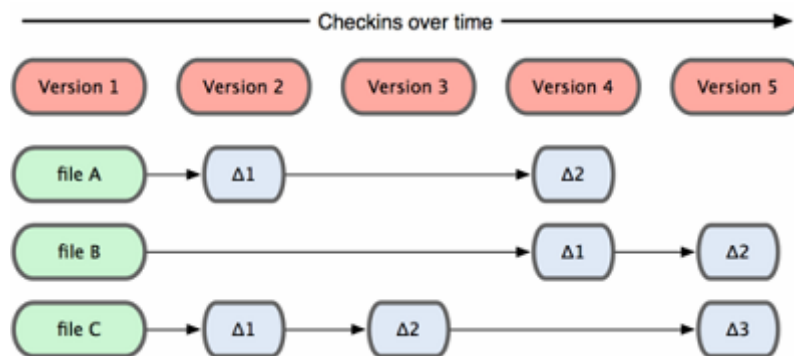 Checkins over time
Version 1 Version 2 Version 3 Version 4 Version 5
file A Δ1 Δ2
file B Δ1 Δ2
file C Δ1 Δ2 Δ3